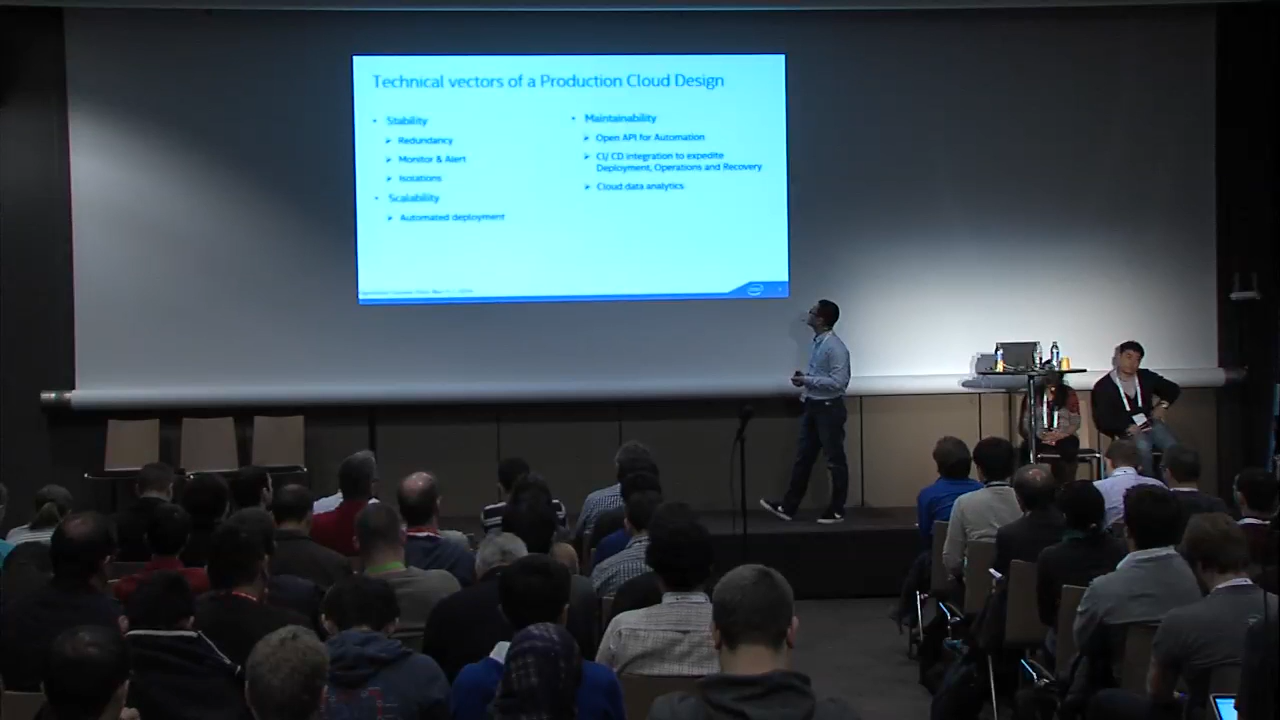 Technical vectors of a Production Cloud Design
• Stability
➢ Redundancy
➢ Monitor & Alert
➢ Isolations
• Scalability
➢ Automated deployment
• Maintainability
➢ Open API for Automation
➢ CI/ CD integration to expedite
Deployment, Operations and Recovery
➢ Cloud data analytics